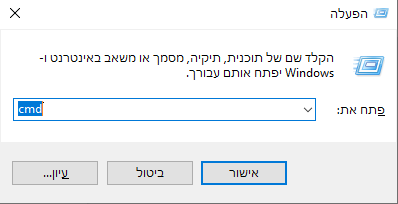 הפעלה
הקלד שם של תוכנית, תיקיה, מסמך או משאב באינטרנט ו-
Windows יפתח אותם עבורך.
פתח את: cmd
אישור ביטול עיון...